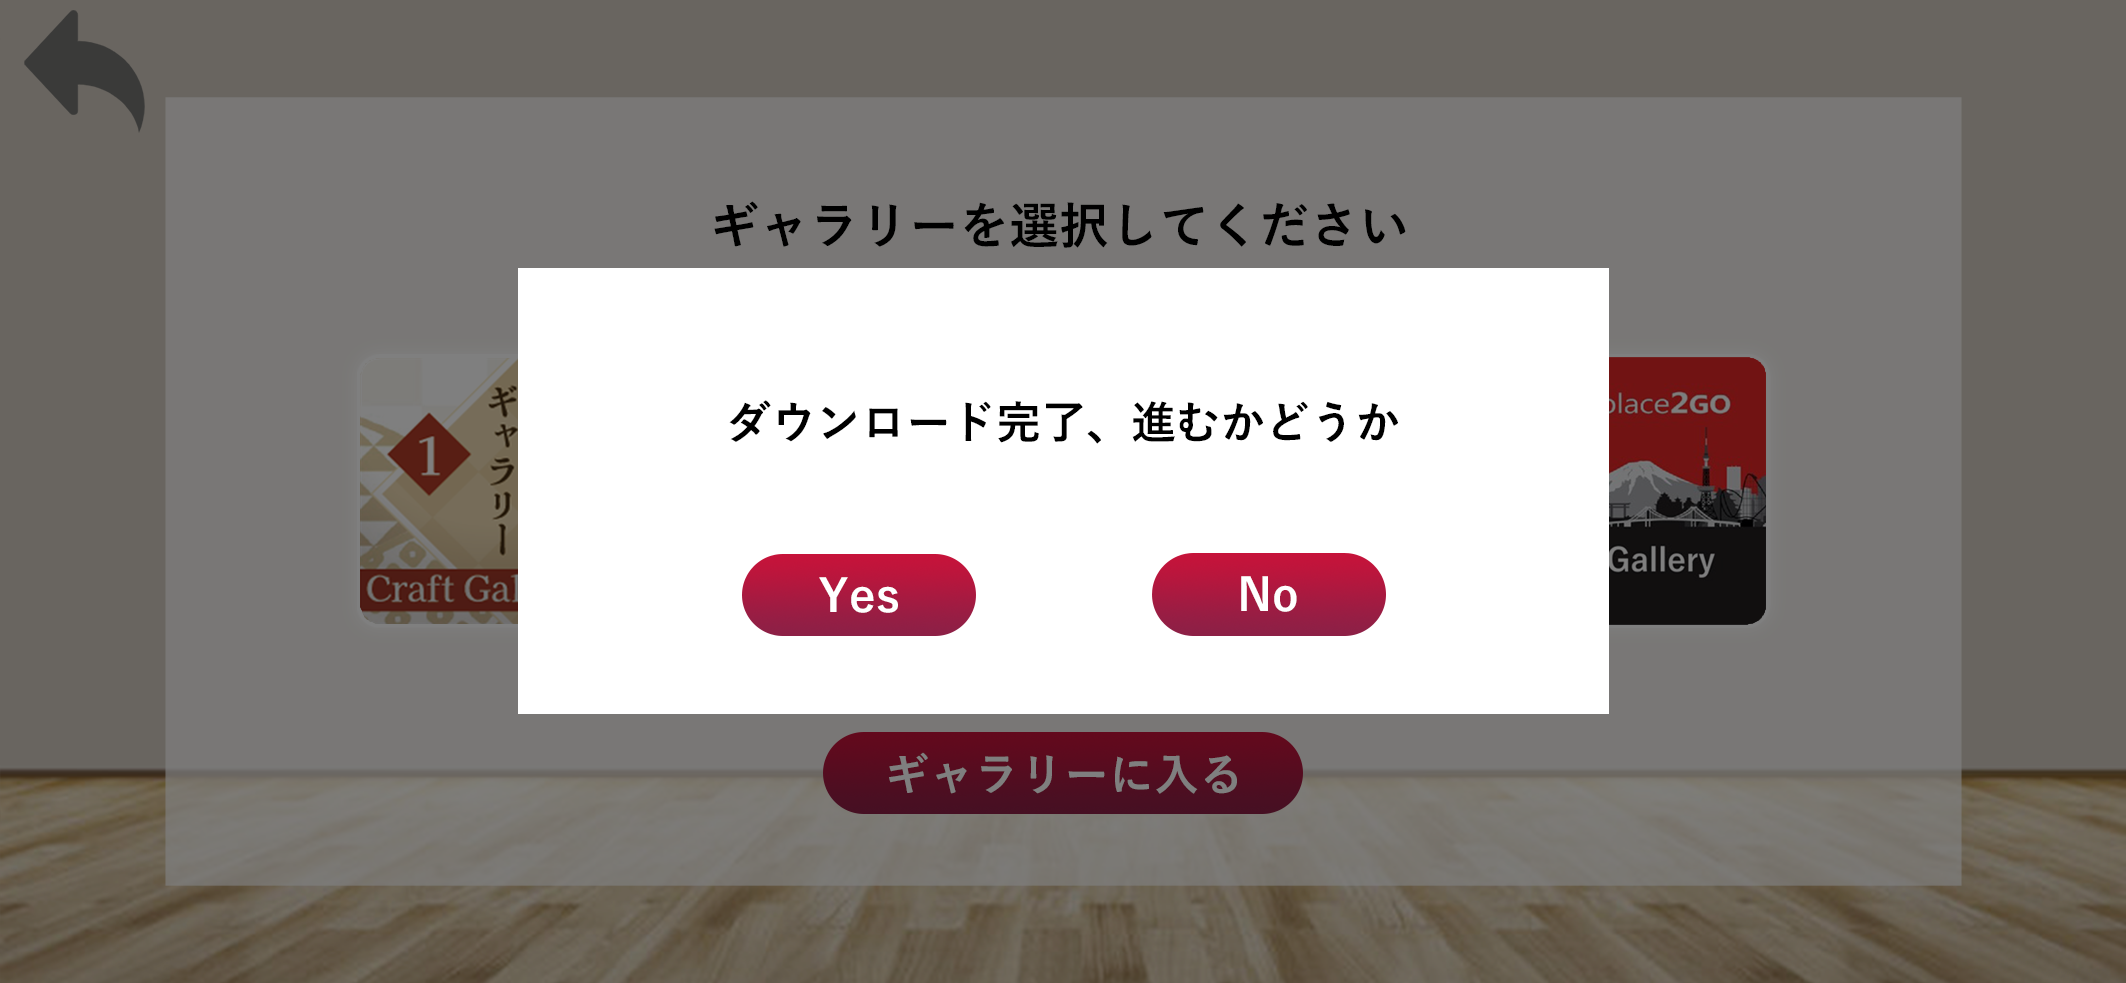 ギャラリーを選択してください
ダウンロード完了、進むかどうか
Yes
No
1
ギャラリー
Craft Gal
place2GO
Gallery
ギャラリーに入る